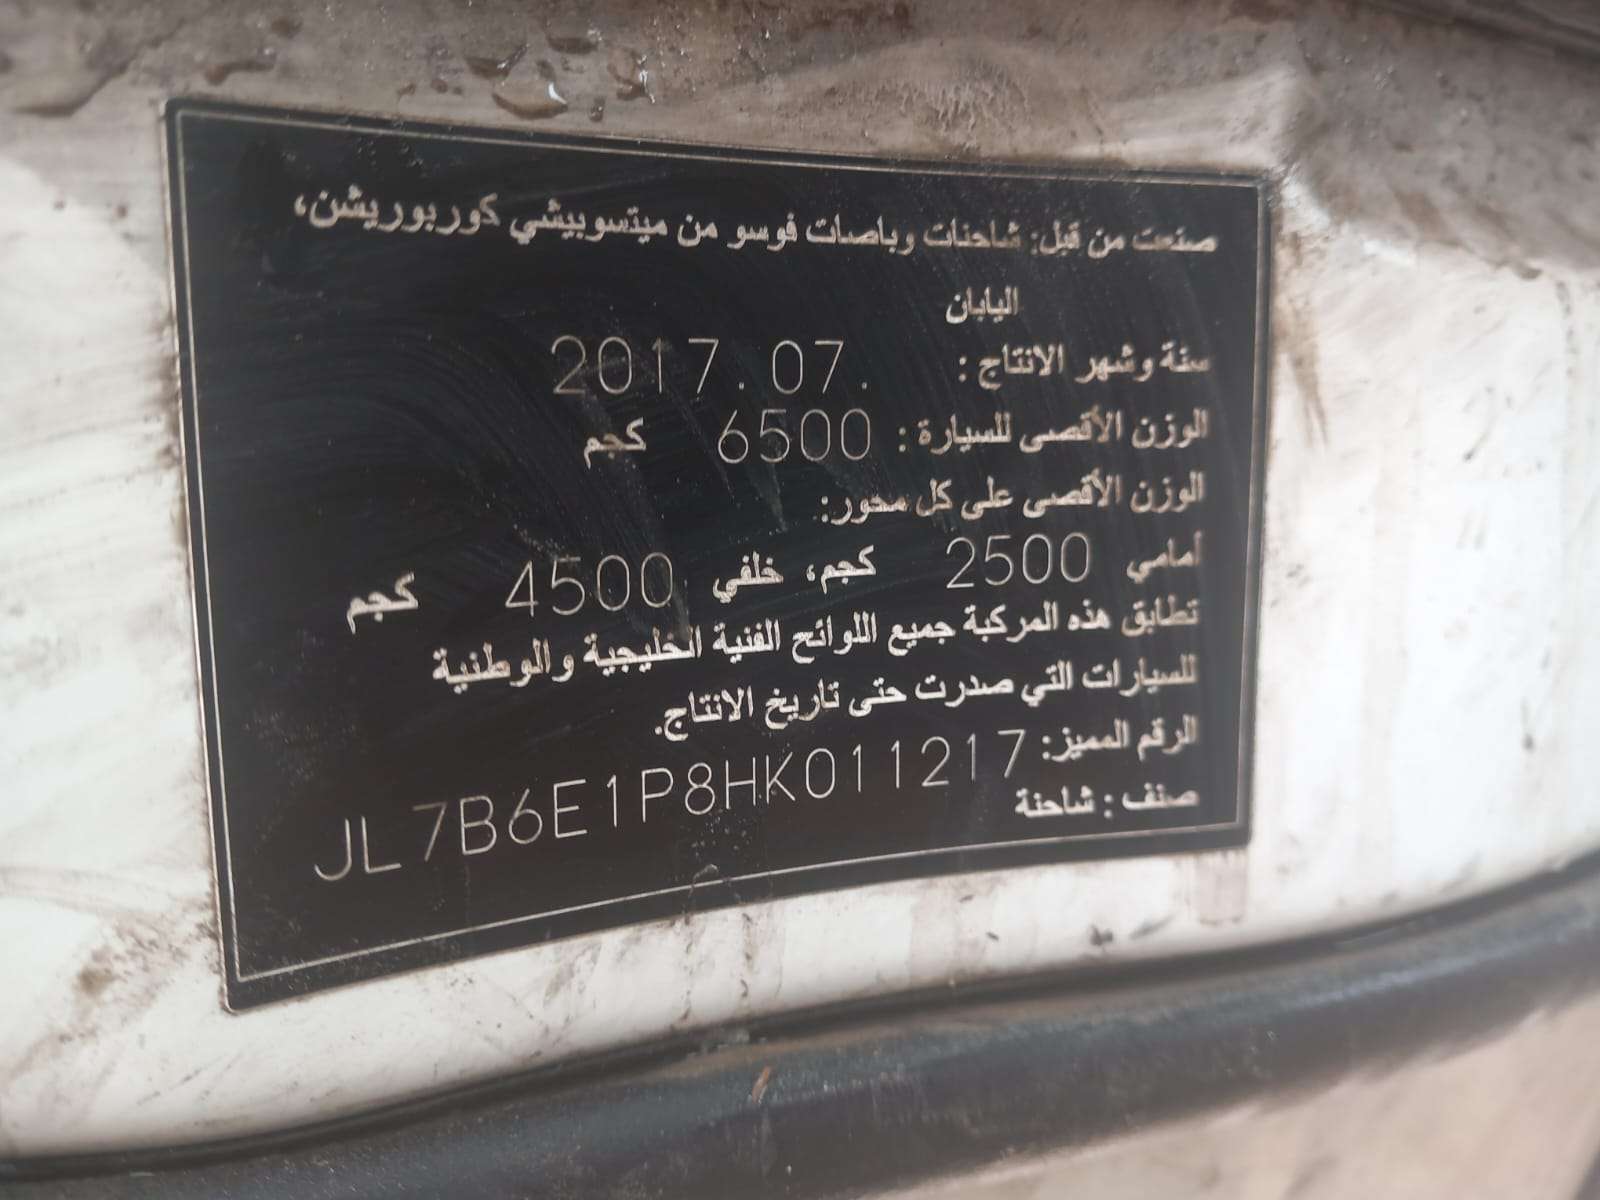 صنعت من قبل: شاحنات وباصات فوسو من ميتسوبيشي كوربوريشن،
اليابان
سنة وشهر الانتاج : 2017.07.
الوزن الأقصى للسيارة : 6500 كجم
الوزن الأقصى على كل محور:
أمامي 2500 كجم، خلفي 4500 كجم
تطابق هذه المركبة جميع اللوائح الفنية الخليجية والوطنية
للسيارات التي صدرت حتى تاريخ الانتاج.
الرقم المميز: JL7B6E1P8HK011217
صنف : شاحنة